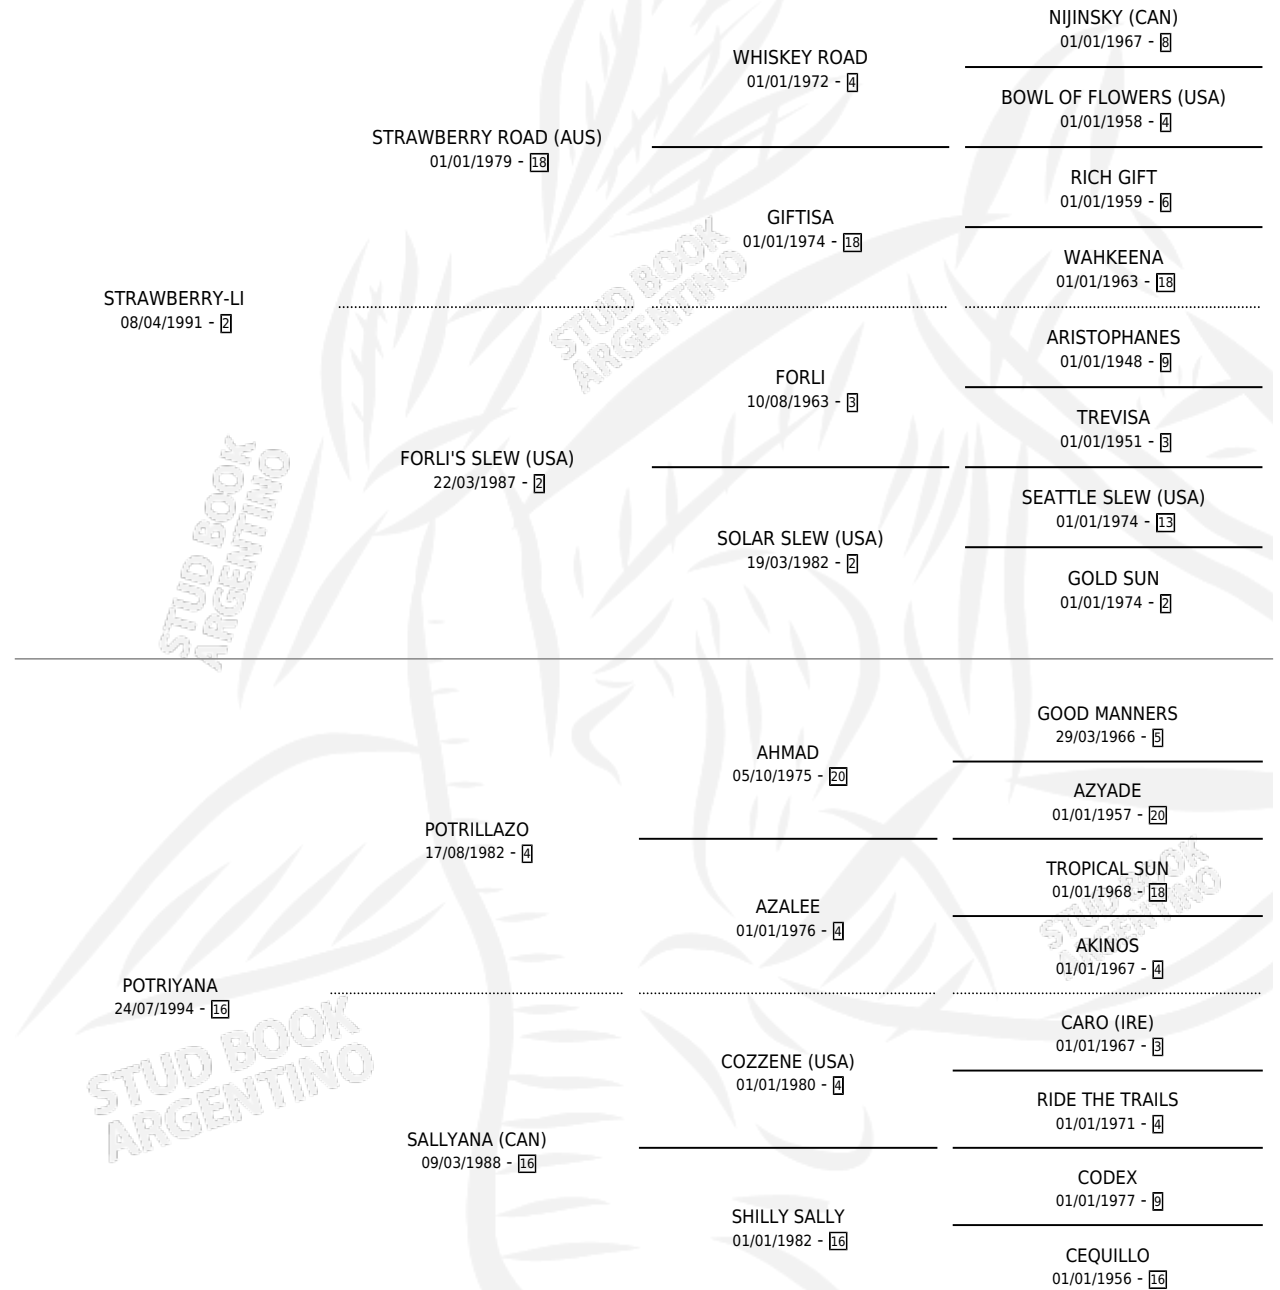 NIJINSKY (CAN)
01/01/1967 - 8
WHISKEY ROAD
01/01/1972 - 4
BOWL OF FLOWERS (USA)
01/01/1958 - 4
STRAWBERRY ROAD (AUS)
01/01/1979 - 18
RICH GIFT
01/01/1959 - 6
GIFTISA
01/01/1974 - 18
WAHKEENA
01/01/1963 - 18
STRAWBERRY-LI
08/04/1991 - 2
STUD BOOK
ARGENTINO
ARISTOPHANES
01/01/1948 - 9
FORLI
10/08/1963 - 3
TREVISA
01/01/1951 - 3
FORLI'S SLEW (USA)
22/03/1987 - 2
SEATTLE SLEW (USA)
01/01/1974 - 13
SOLAR SLEW (USA)
19/03/1982 - 2
GOLD SUN
01/01/1974 - 2
STUD BOOK
ARGENTINO
GOOD MANNERS
29/03/1966 - 5
AHMAD
05/10/1975 - 20
AZYADE
01/01/1957 - 20
POTRILLAZO
17/08/1982 - 4
TROPICAL SUN
01/01/1968 - 18
AZALEE
01/01/1976 - 4
STUD BOOK
ARGENTINO
AKINOS
01/01/1967 - 4
POTRIYANA
24/07/1994 - 16
CARO (IRE)
01/01/1967 - 3
COZZENE (USA)
01/01/1980 - 4
STUD BOOK
ARGENTINO
RIDE THE TRAILS
01/01/1971 - 4
SALLYANA (CAN)
09/03/1988 - 16
CODEX
01/01/1977 - 9
SHILLY SALLY
01/01/1982 - 16
CEQUILLO
01/01/1956 - 16